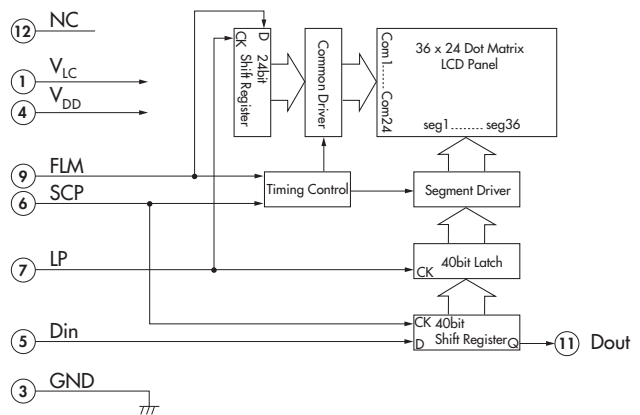 12 NC
1 VLC
4 VDD
9 FLM
6 SCP
7 LP
5 Din
3 GND
CK D
24bit
Shift Register
Common Driver
Com1..... Com24
36 x 24 Dot Matrix
LCD Panel
seg1........ seg36
Timing Control
Segment Driver
40bit Latch
CK
CK 40bit
Shift Register
D Q
11 Dout